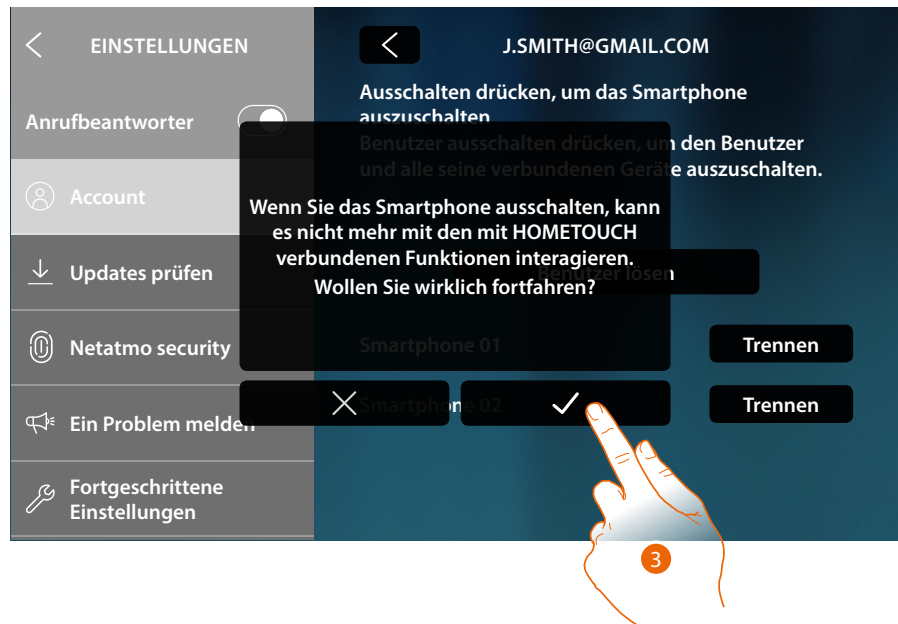 EINSTELLUNGEN
Anrufbeantworter
Account
Updates prüfen
Netatmo security
Ein Problem melden
Fortgeschrittene
Einstellungen
J.SMITH@GMAIL.COM
Ausschalten drücken, um das Smartphone
auszuschalten
Benutzer ausschalten drücken, um den Benutzer
und alle seine verbundenen Geräte auszuschalten.
Benutzer lösen
Smartphone 01
Trennen
Smartphone 02
Trennen
Wenn Sie das Smartphone ausschalten, kann
es nicht mehr mit den mit HOMETOUCH
verbundenen Funktionen interagieren.
Wollen Sie wirklich fortfahren?
3